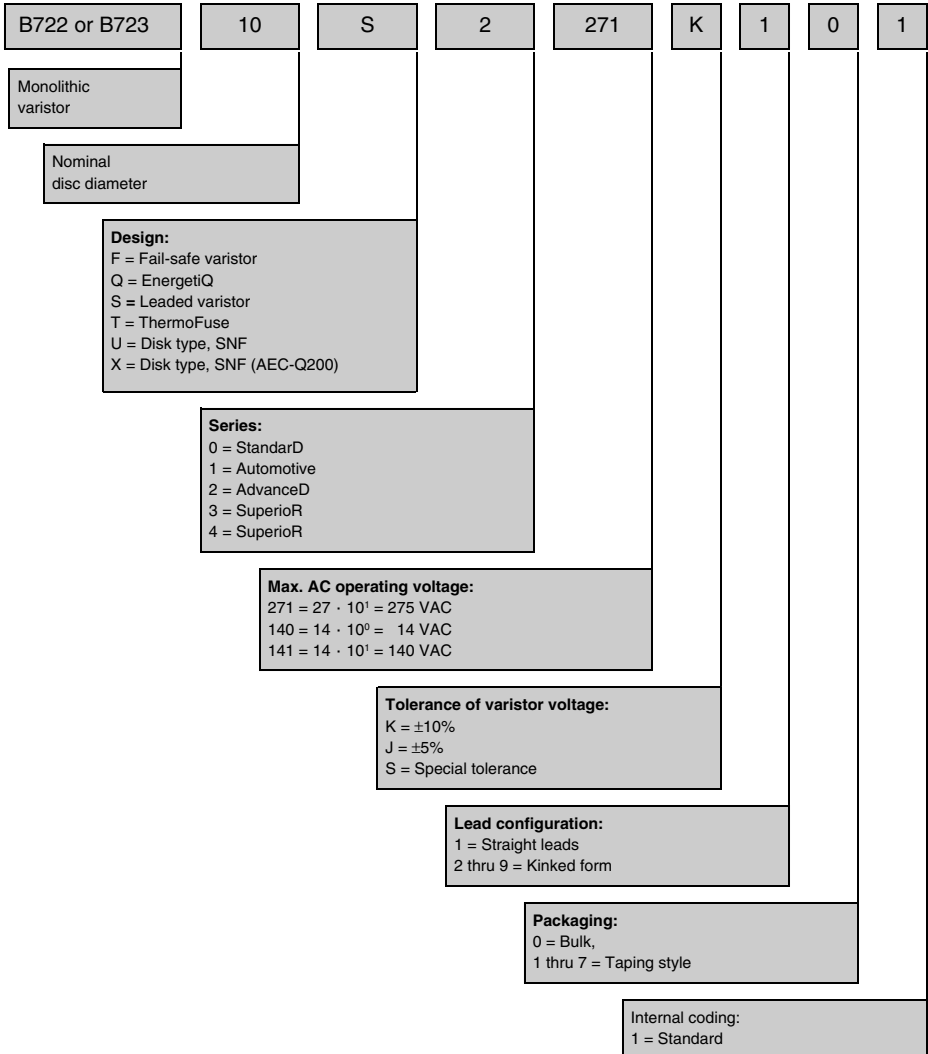 B722 or B723 10 S 2 271 K 1 0 1
Monolithic
varistor
Nominal
disc diameter
Design:
F = Fail-safe varistor
Q = EnergetiQ
S = Leaded varistor
T = ThermoFuse
U = Disk type, SNF
X = Disk type, SNF (AEC-Q200)
Series:
0 = StandarD
1 = Automotive
2 = AdvanceD
3 = SuperioR
4 = SuperioR
Max. AC operating voltage:
271 = 27 · 10¹ = 275 VAC
140 = 14 · 10⁰ = 14 VAC
141 = 14 · 10¹ = 140 VAC
Tolerance of varistor voltage:
K = ±10%
J = ±5%
S = Special tolerance
Lead configuration:
1 = Straight leads
2 thru 9 = Kinked form
Packaging:
0 = Bulk,
1 thru 7 = Taping style
Internal coding:
1 = Standard